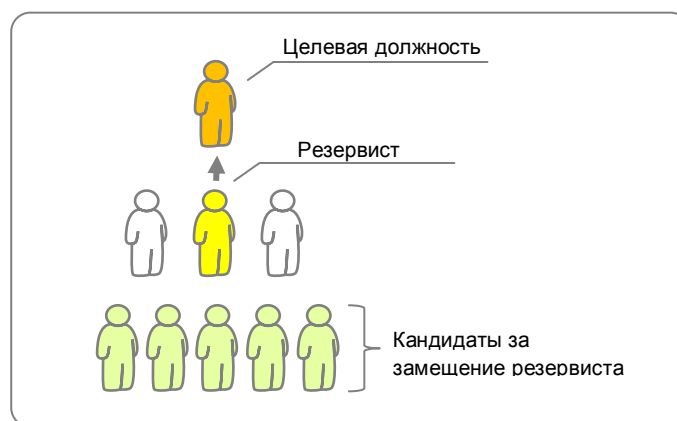 Целевая должность
Резервист
Кандидаты за
замещение резервиста